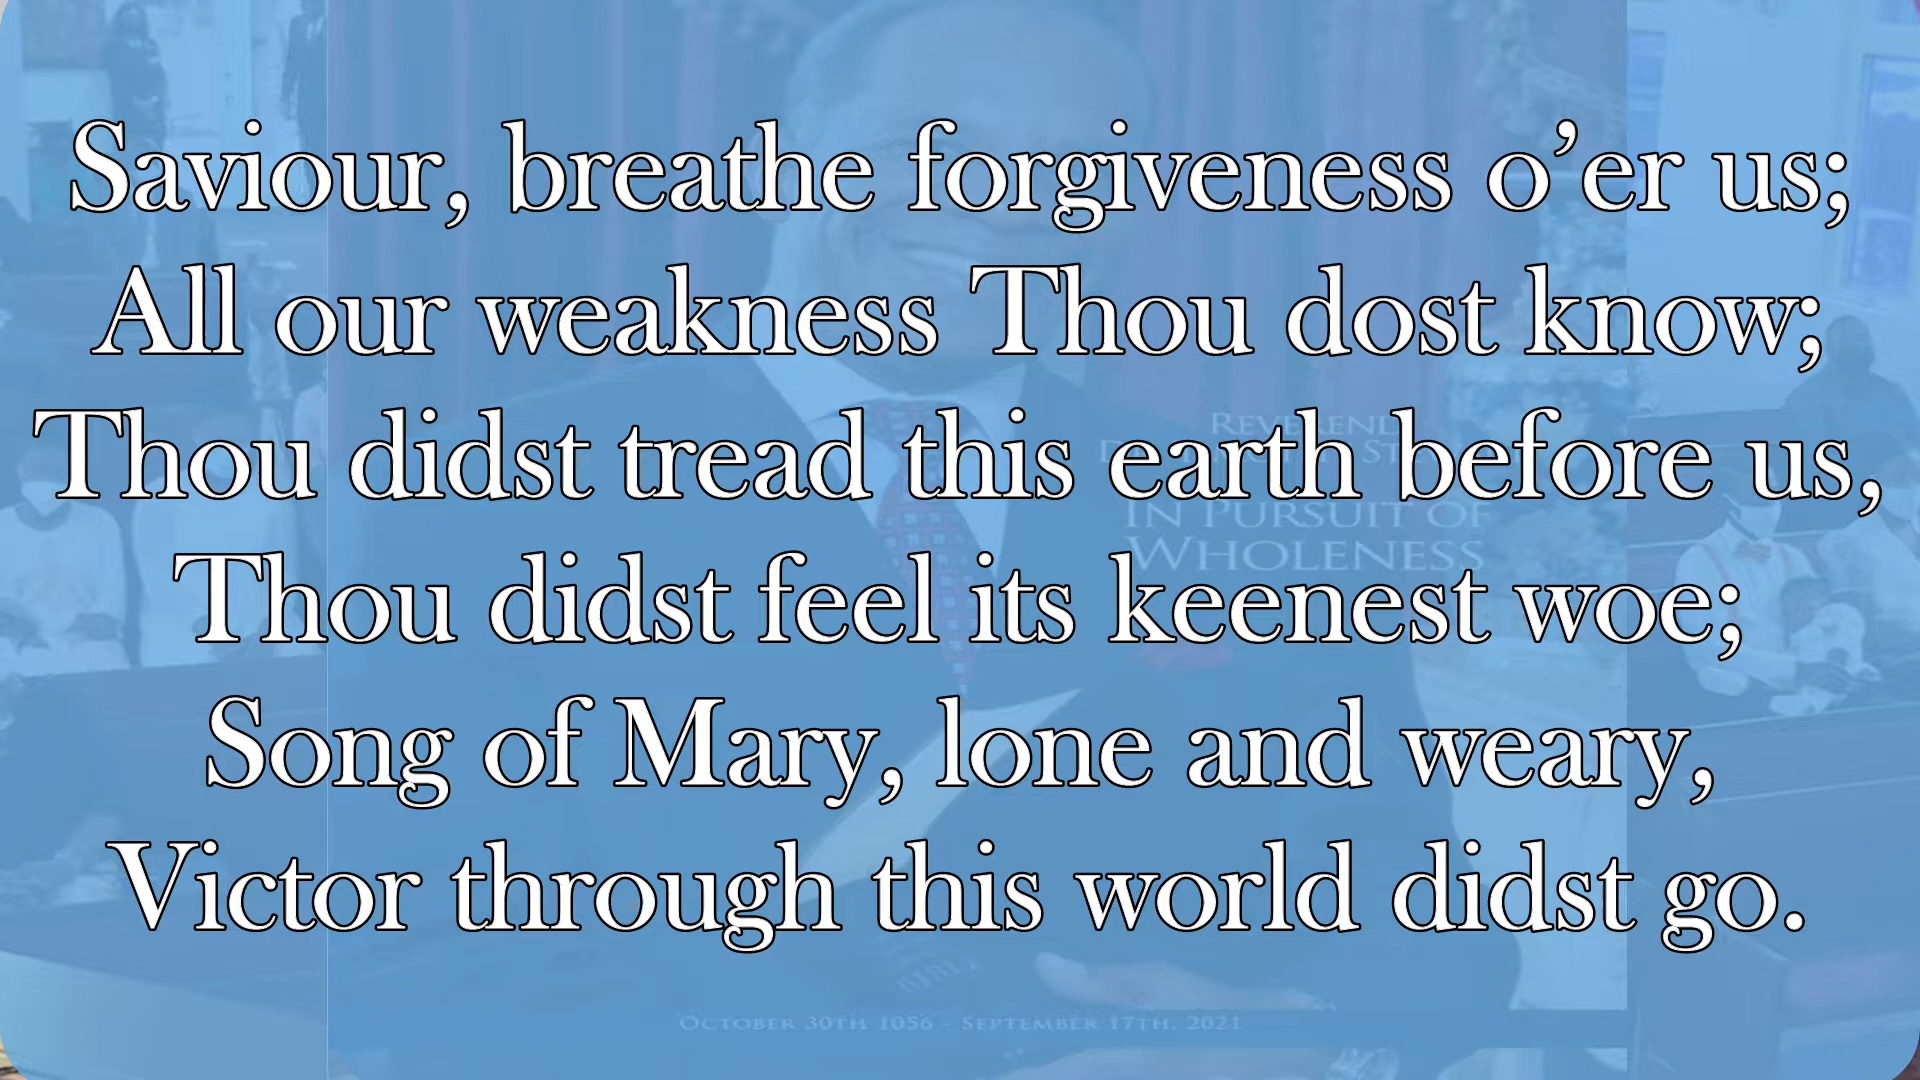 Saviour, breathe forgiveness o’er us;
All our weakness Thou dost know;
Thou didst tread this earth before us,
Thou didst feel its keenest woe;
Song of Mary, lone and weary,
Victor through this world didst go.
Reverend
In Pursuit of
Wholeness
October 30th 1056 - September 17th, 2021